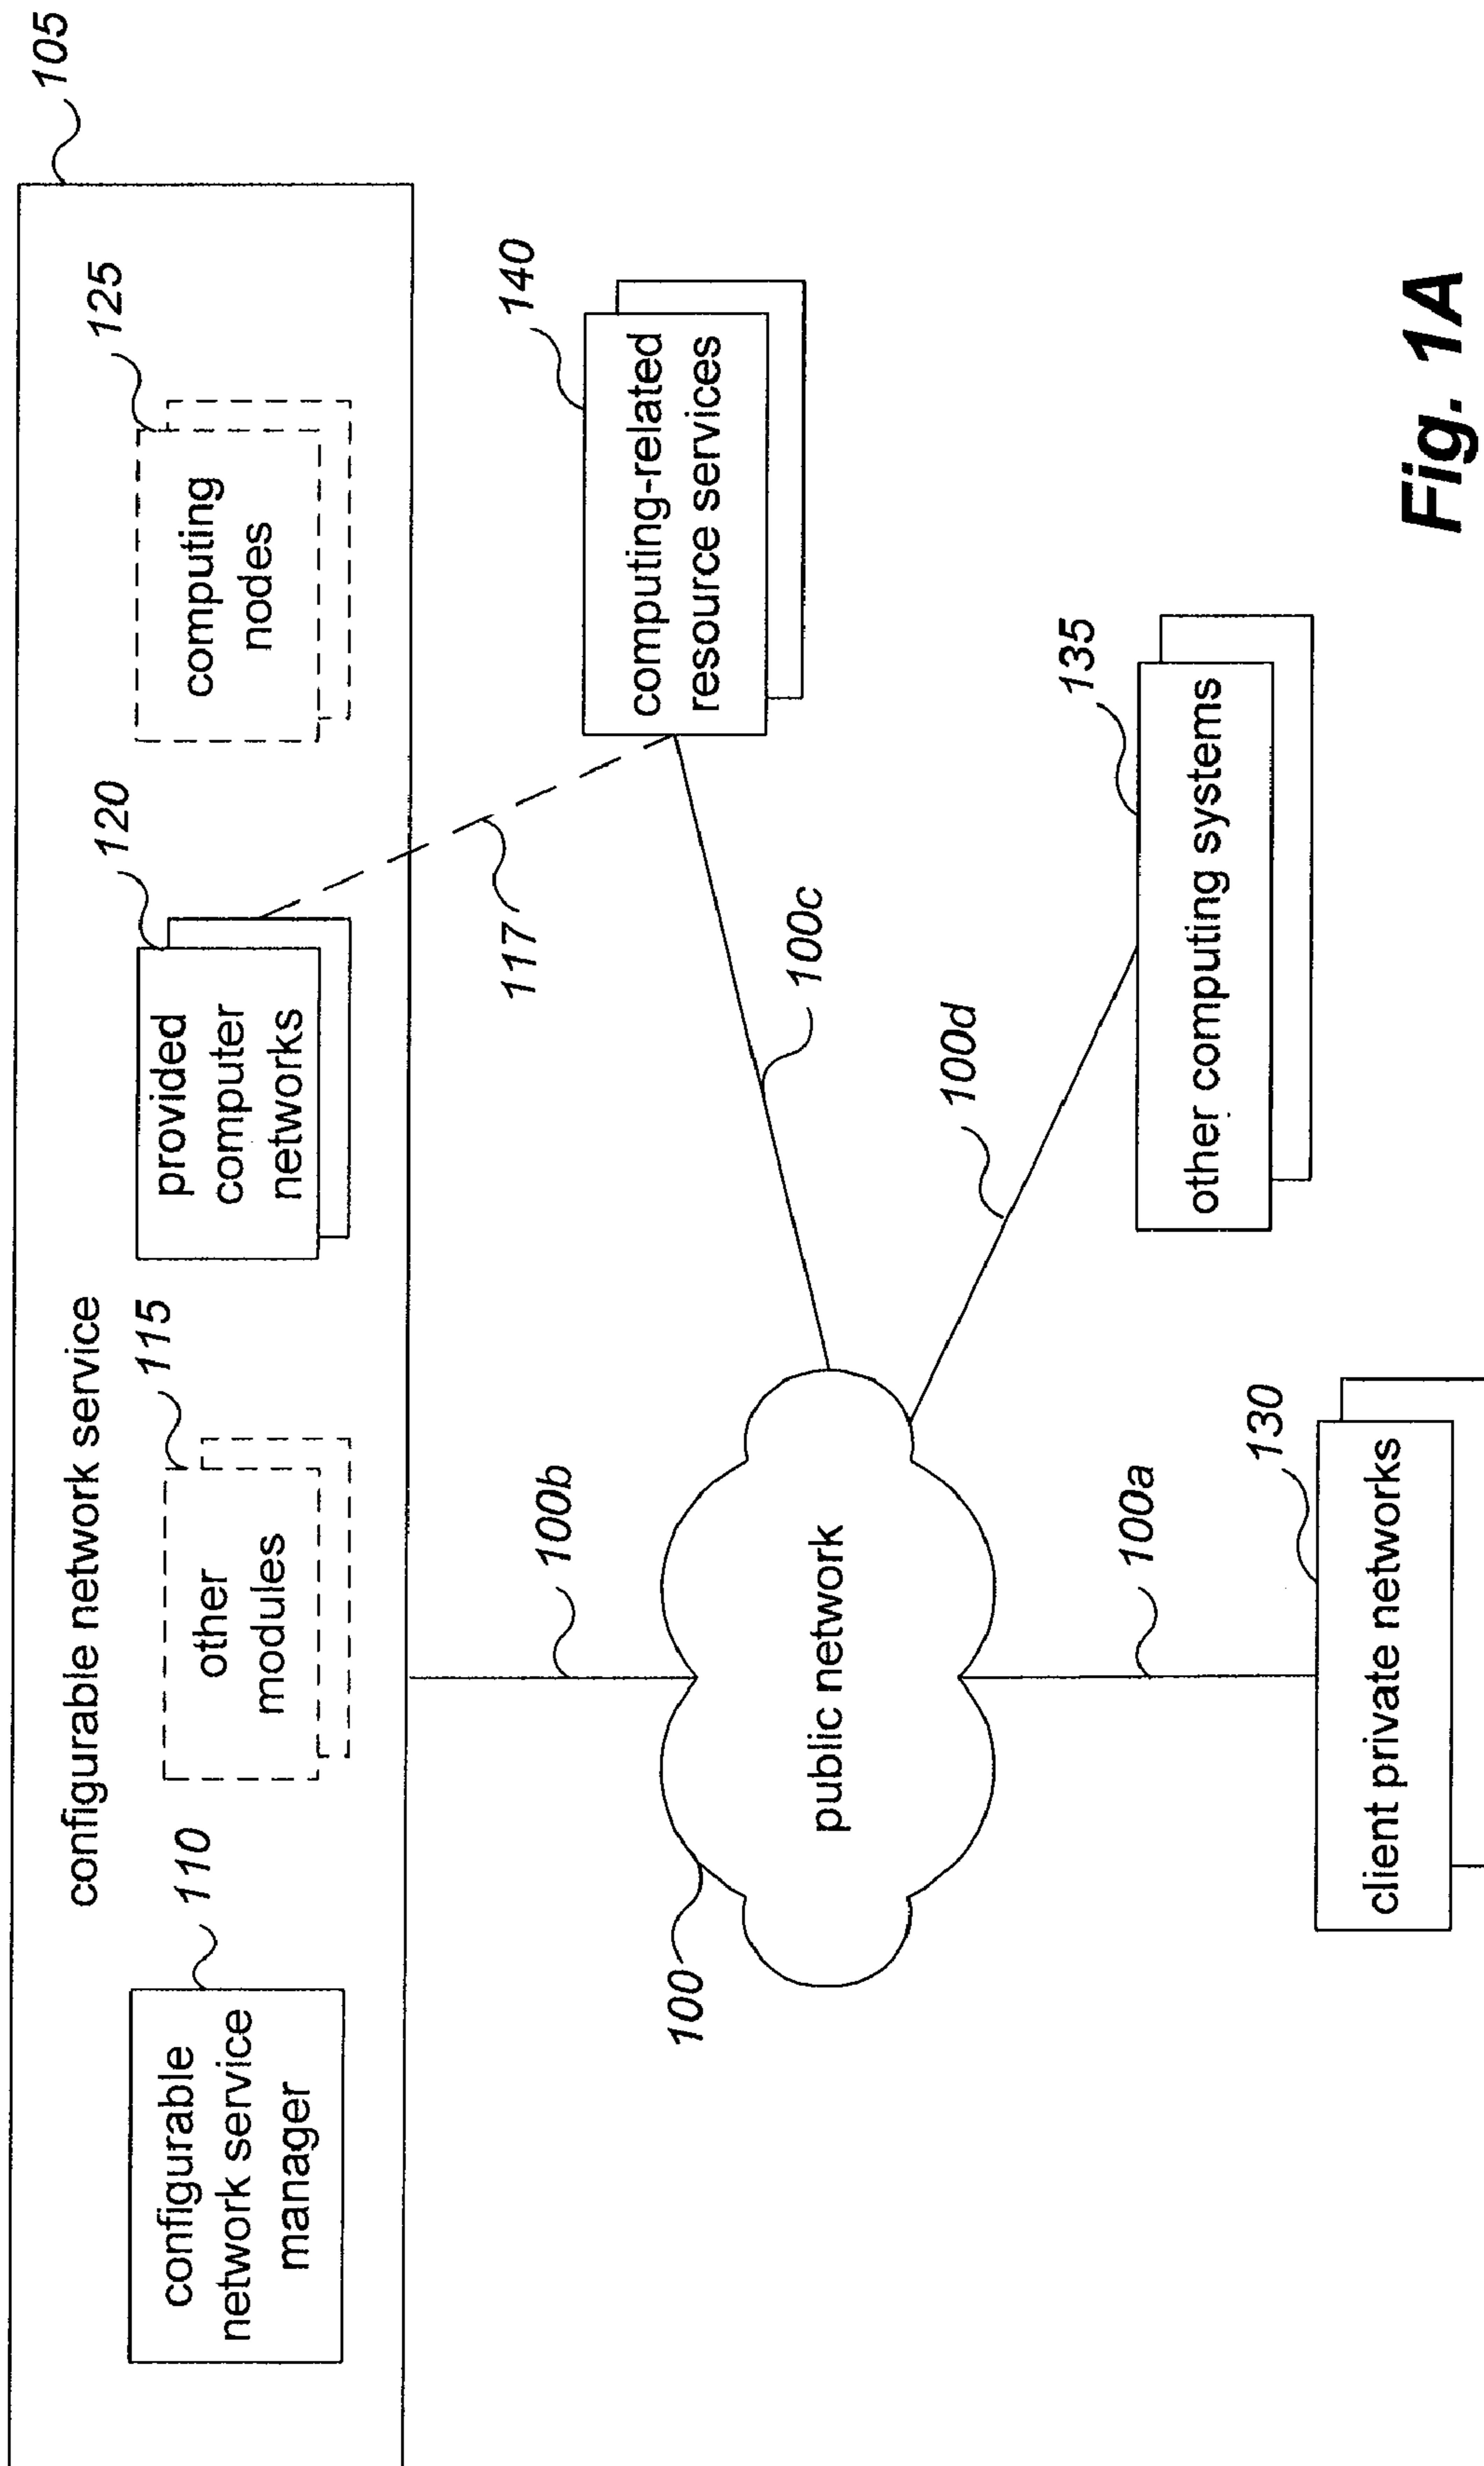 105
configurable network service
110
115
120
125
configurable
network service
manager
other
modules
provided
computer
networks
computing
nodes
117
140
100b
computing-related
resource services
100
100c
public network
100d
135
100a
other computing systems
130
client private networks
Fig. 1A